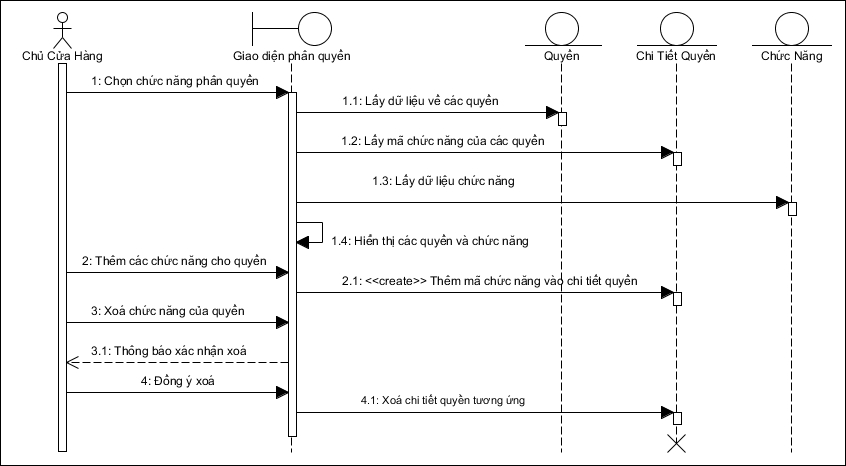 Chủ Cửa Hàng
Giao diện phân quyền
Quyền
Chi Tiết Quyền
Chức Năng
1: Chọn chức năng phân quyền
1.1: Lấy dữ liệu về các quyền
1.2: Lấy mã chức năng của các quyền
1.3: Lấy dữ liệu chức năng
1.4: Hiển thị các quyền và chức năng
2: Thêm các chức năng cho quyền
2.1: <<create>> Thêm mã chức năng vào chi tiết quyền
3: Xoá chức năng của quyền
3.1: Thông báo xác nhận xoá
4: Đồng ý xoá
4.1: Xoá chi tiết quyền tương ứng